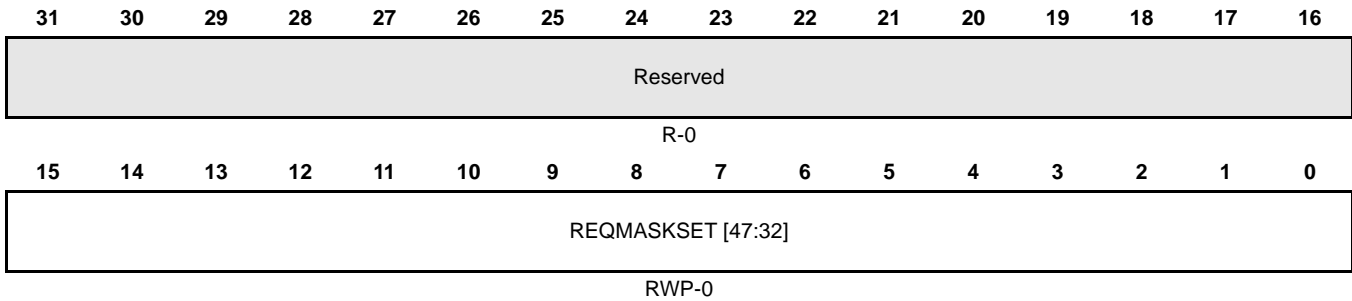 31 30 29 28 27 26 25 24 23 22 21 20 19 18 17 16
Reserved
R-0
15 14 13 12 11 10 9 8 7 6 5 4 3 2 1 0
REQMASKSET [47:32]
RWP-0